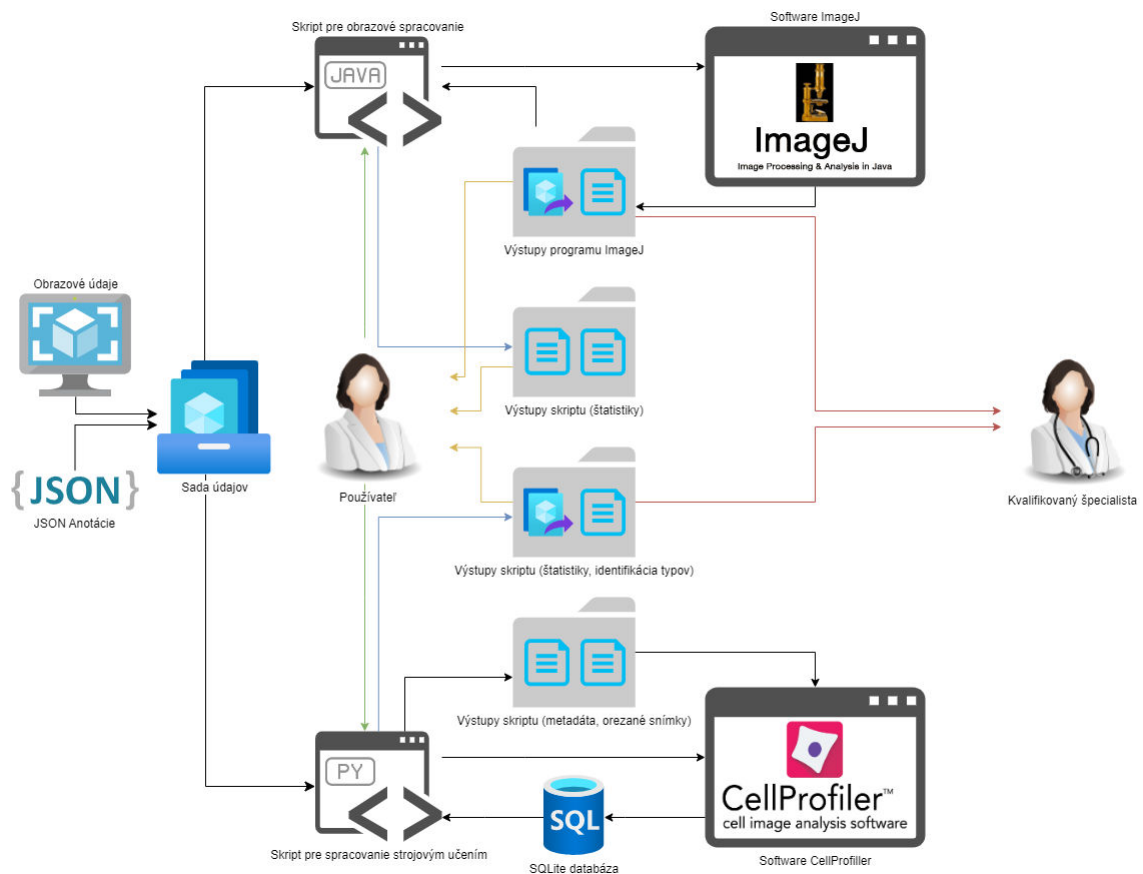 Skript pre obrazové spracovanie
Software ImageJ
JAVA
ImageJ
Image Processing & Analysis in Java
Výstupy programu ImageJ
Obrazové údaje
Výstupy skriptu (štatistiky)
{JSON}
JSON Anotácie
Sada údajov
Používateľ
Kvalifikovaný špecialista
Výstupy skriptu (štatistiky, identifikácia typov)
Výstupy skriptu (metadáta, orezané snímky)
PY
SQL
CellProfiler™
cell image analysis software
Skript pre spracovanie strojovým učením
SQLite databáza
Software CellProfiller